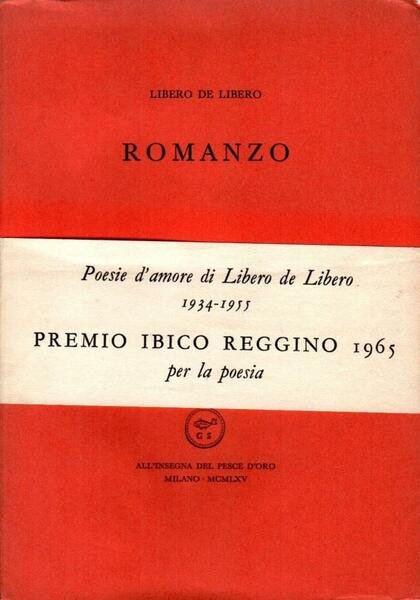 LIBERO DE LIBERO
ROMANZO
Poesie d'amore di Libero de Libero
1934-1955
PREMIO IBICO REGGINO 1965
per la poesia
G S
ALL'INSEGNA DEL PESCE D'ORO
MILANO · MCMLXV